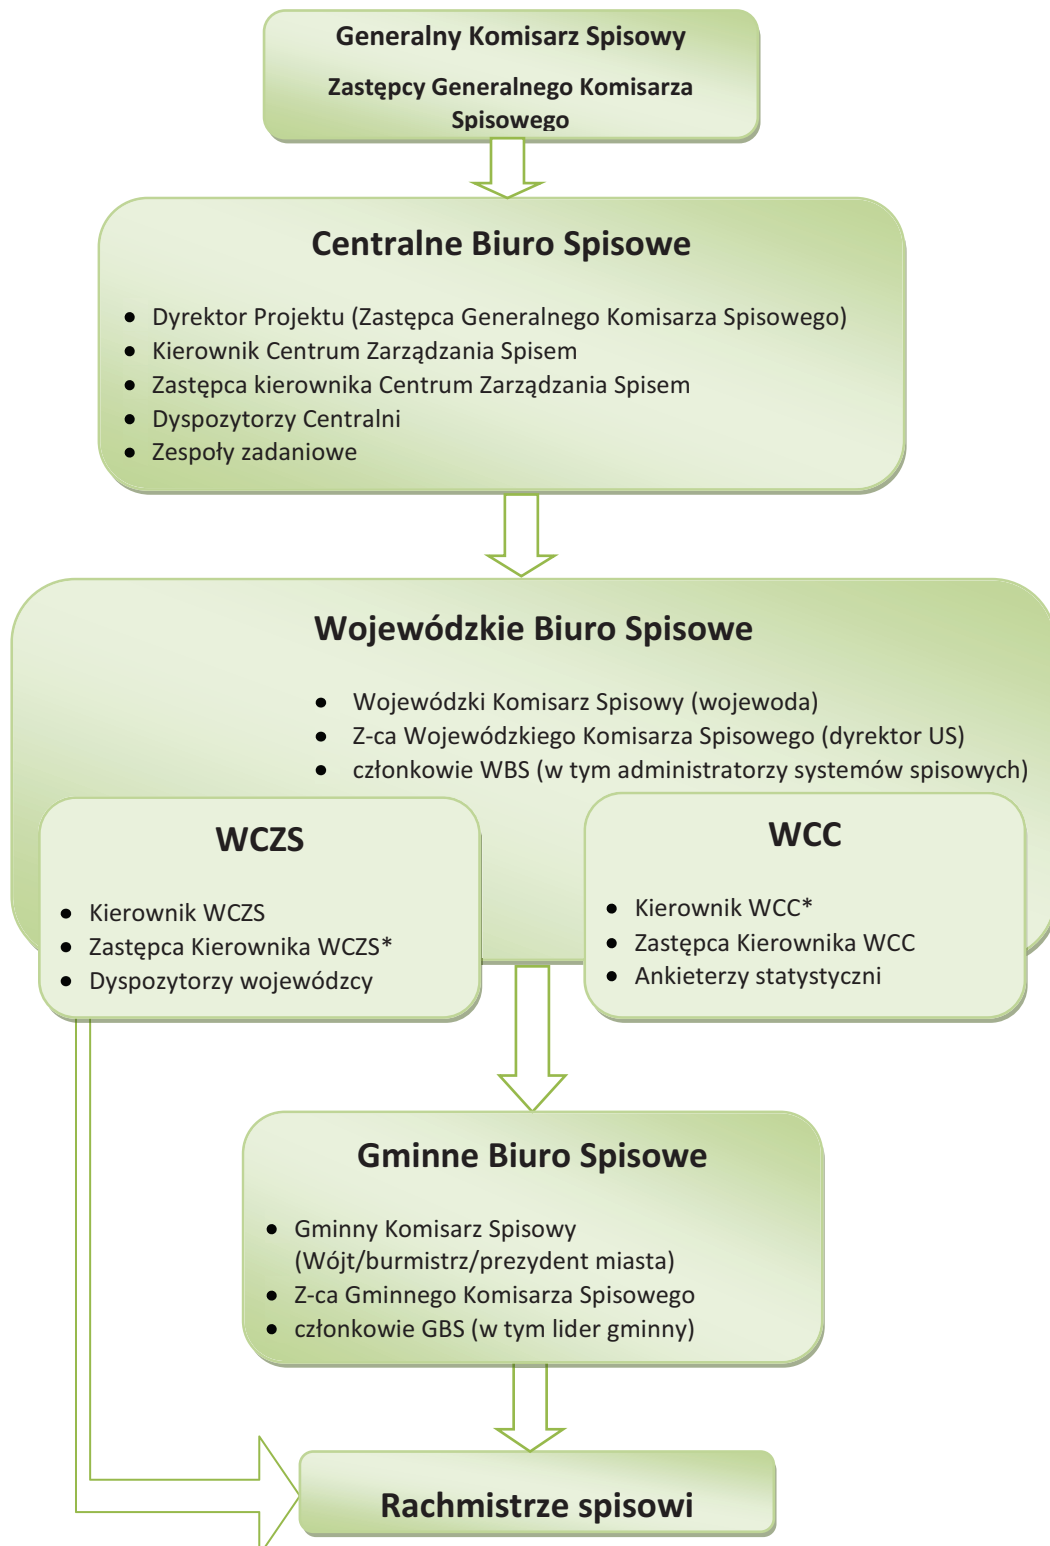 Generalny Komisarz Spisowy
Zastępcy Generalnego Komisarza
Spisowego
Centralne Biuro Spisowe
• Dyrektor Projektu (Zastępca Generalnego Komisarza Spisowego)
• Kierownik Centrum Zarządzania Spisem
• Zastępca kierownika Centrum Zarządzania Spisem
• Dyspozytorzy Centralni
• Zespoły zadaniowe
Wojewódzkie Biuro Spisowe
• Wojewódzki Komisarz Spisowy (wojewoda)
• Z-ca Wojewódzkiego Komisarza Spisowego (dyrektor US)
• członkowie WBS (w tym administratorzy systemów spisowych)
WCZS
• Kierownik WCZS
• Zastępca Kierownika WCZS*
• Dyspozytorzy wojewódzcy
WCC
• Kierownik WCC*
• Zastępca Kierownika WCC
• Ankieterzy statystyczni
Gminne Biuro Spisowe
• Gminny Komisarz Spisowy
(Wójt/burmistrz/prezydent miasta)
• Z-ca Gminnego Komisarza Spisowego
• członkowie GBS (w tym lider gminny)
Rachmistrze spisowi